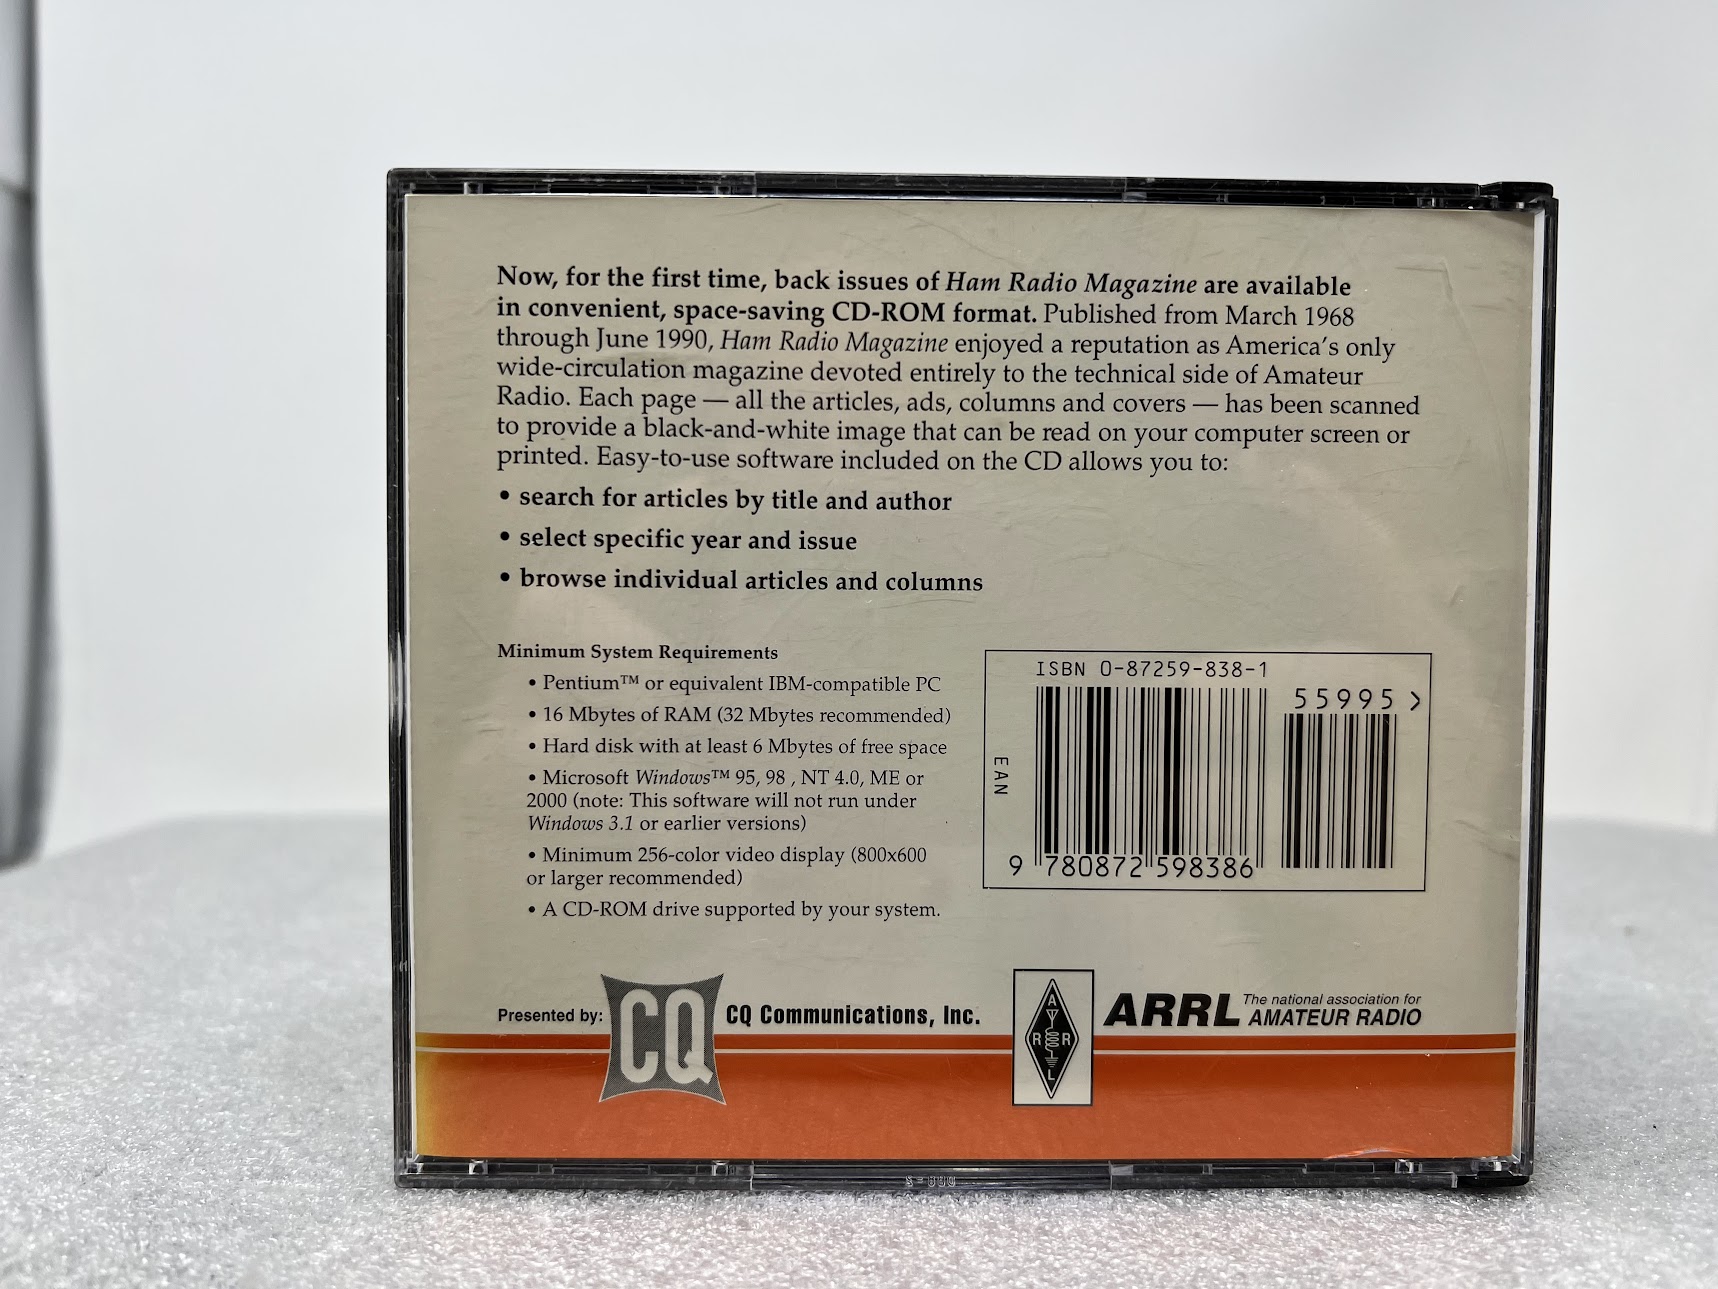 Now, for the first time, back issues of Ham Radio Magazine are available
in convenient, space-saving CD-ROM format. Published from March 1968
through June 1990, Ham Radio Magazine enjoyed a reputation as America's only
wide-circulation magazine devoted entirely to the technical side of Amateur
Radio. Each page — all the articles, ads, columns and covers — has been scanned
to provide a black-and-white image that can be read on your computer screen or
printed. Easy-to-use software included on the CD allows you to:
• search for articles by title and author
• select specific year and issue
• browse individual articles and columns
Minimum System Requirements
• Pentium™ or equivalent IBM-compatible PC
• 16 Mbytes of RAM (32 Mbytes recommended)
• Hard disk with at least 6 Mbytes of free space
• Microsoft Windows™ 95, 98 , NT 4.0, ME or
2000 (note: This software will not run under
Windows 3.1 or earlier versions)
• Minimum 256-color video display (800x600
or larger recommended)
• A CD-ROM drive supported by your system.
ISBN 0-87259-838-1
55995 >
EAN
9 780872 598386
Presented by:
CQ
CQ Communications, Inc.
A
R R
L
ARRL
The national association for
AMATEUR RADIO